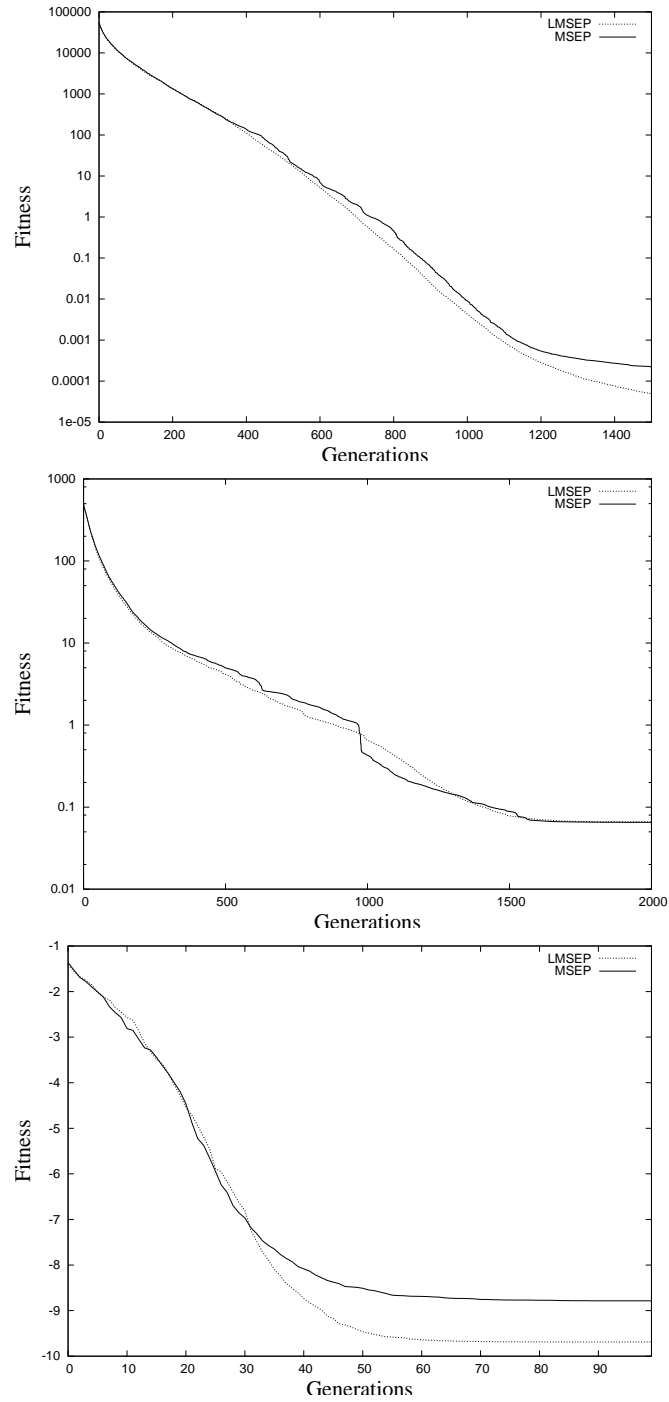 100000
10000
1000
100
10
1
0.1
0.01
0.001
0.0001
1e-05
0 200 400 600 800 1000 1200 1400
Fitness
Generations
LMSEP
MSEP
1000
100
10
1
0.1
0.01
0 500 1000 1500 2000
Fitness
Generations
LMSEP
MSEP
-1
-2
-3
-4
-5
-6
-7
-8
-9
-10
0 10 20 30 40 50 60 70 80 90
Fitness
Generations
LMSEP
MSEP